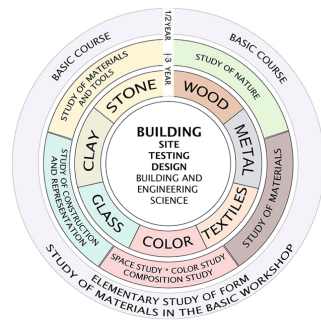 1/2 YEAR
3 YEAR
BASIC COURSE
BASIC COURSE
ELEMENTARY STUDY OF FORM
STUDY OF MATERIALS IN THE BASIC WORKSHOP
STUDY OF MATERIALS
AND TOOLS
STUDY OF NATURE
STUDY OF MATERIALS
SPACE STUDY * COLOR STUDY
COMPOSITION STUDY
STUDY OF CONSTRUCTION
AND REPRESENTATION
STONE
WOOD
METAL
TEXTILES
COLOR
GLASS
CLAY
BUILDING
SITE
TESTING
DESIGN
BUILDING AND
ENGINEERING
SCIENCE